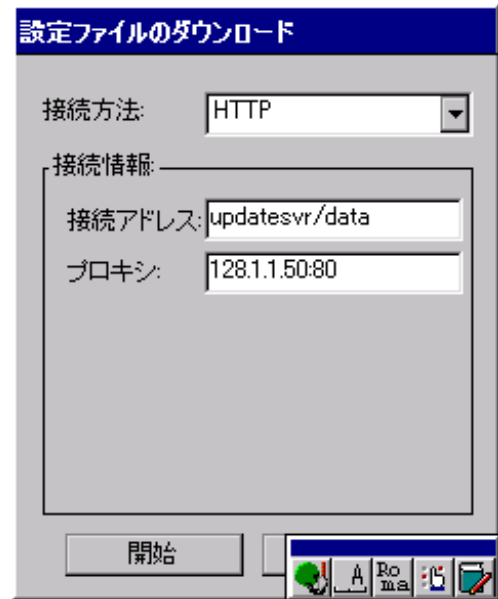 設定ファイルのダウンロード
接続方法: HTTP
接続情報:
接続アドレス: updatesvr/data
プロキシ: 128.1.1.50:80
開始
A Ro ma